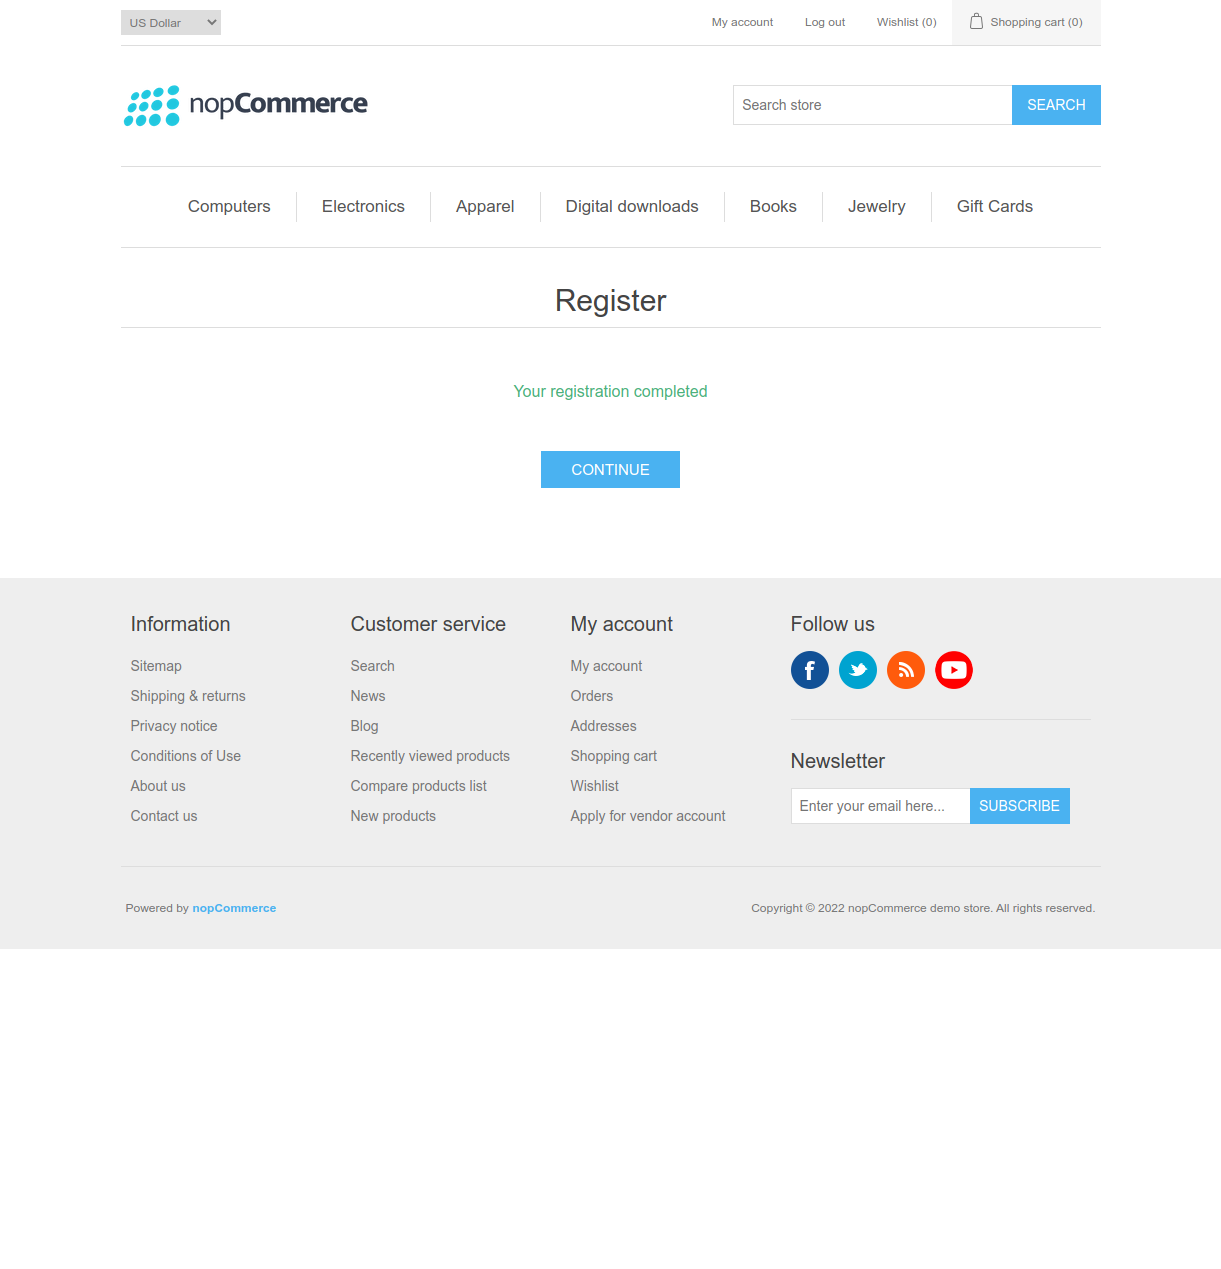 US Dollar
My account
Log out
Wishlist (0)
Shopping cart (0)
nopCommerce
Search store
SEARCH
Computers
Electronics
Apparel
Digital downloads
Books
Jewelry
Gift Cards
Register
Your registration completed
CONTINUE
Information
Sitemap
Shipping & returns
Privacy notice
Conditions of Use
About us
Contact us
Customer service
Search
News
Blog
Recently viewed products
Compare products list
New products
My account
My account
Orders
Addresses
Shopping cart
Wishlist
Apply for vendor account
Follow us
Newsletter
Enter your email here...
SUBSCRIBE
Powered by nopCommerce
Copyright © 2022 nopCommerce demo store. All rights reserved.